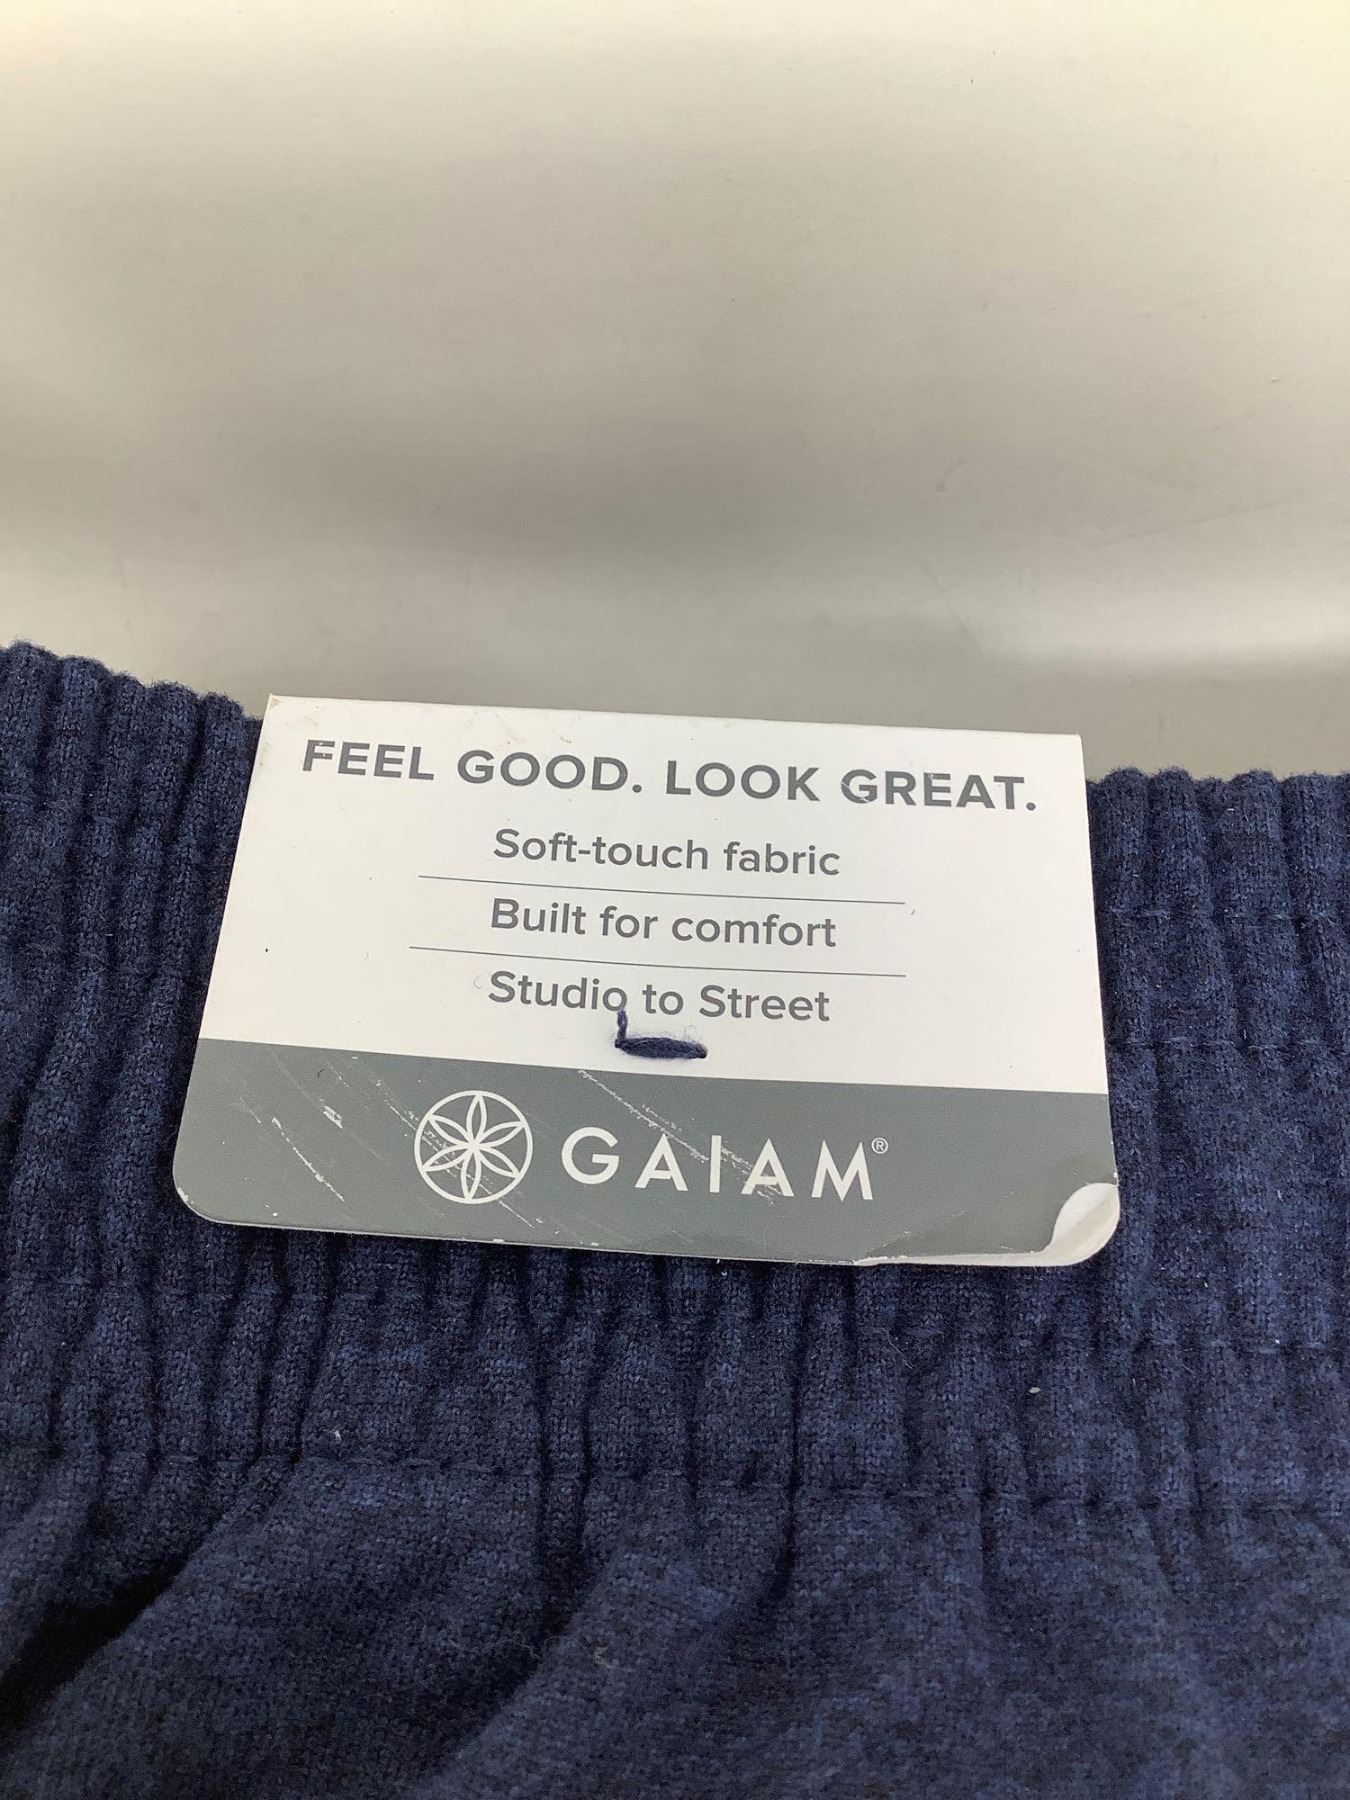 FEEL GOOD. LOOK GREAT.
Soft-touch fabric
Built for comfort
Studio to Street
GAIAM®